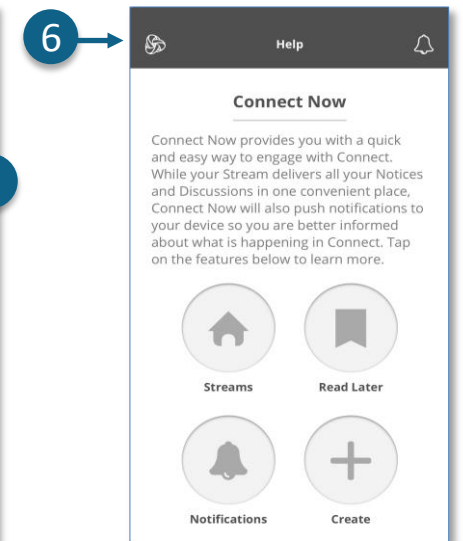 6
Help
Connect Now
Connect Now provides you with a quick
and easy way to engage with Connect.
While your Stream delivers all your Notices
and Discussions in one convenient place,
Connect Now will also push notifications to
your device so you are better informed
about what is happening in Connect. Tap
on the features below to learn more.
Streams
Read Later
Notifications
Create